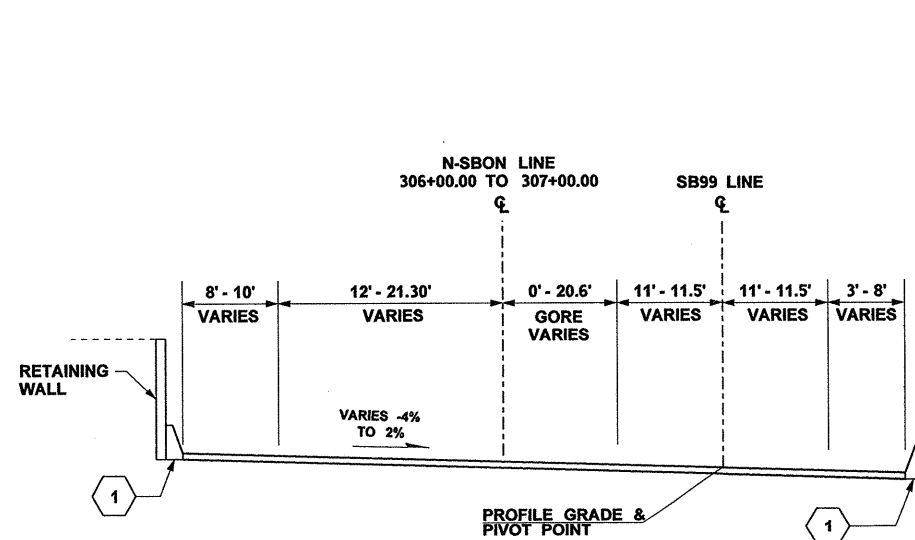 N-SBON LINE
306+00.00 TO 307+00.00
℄
SB99 LINE
℄
8' - 10'
VARIES
12' - 21.30'
VARIES
0' - 20.6'
GORE
VARIES
11' - 11.5'
VARIES
11' - 11.5'
VARIES
3' - 8'
VARIES
RETAINING
WALL
VARIES -4%
TO 2%
1
PROFILE GRADE &
PIVOT POINT
1